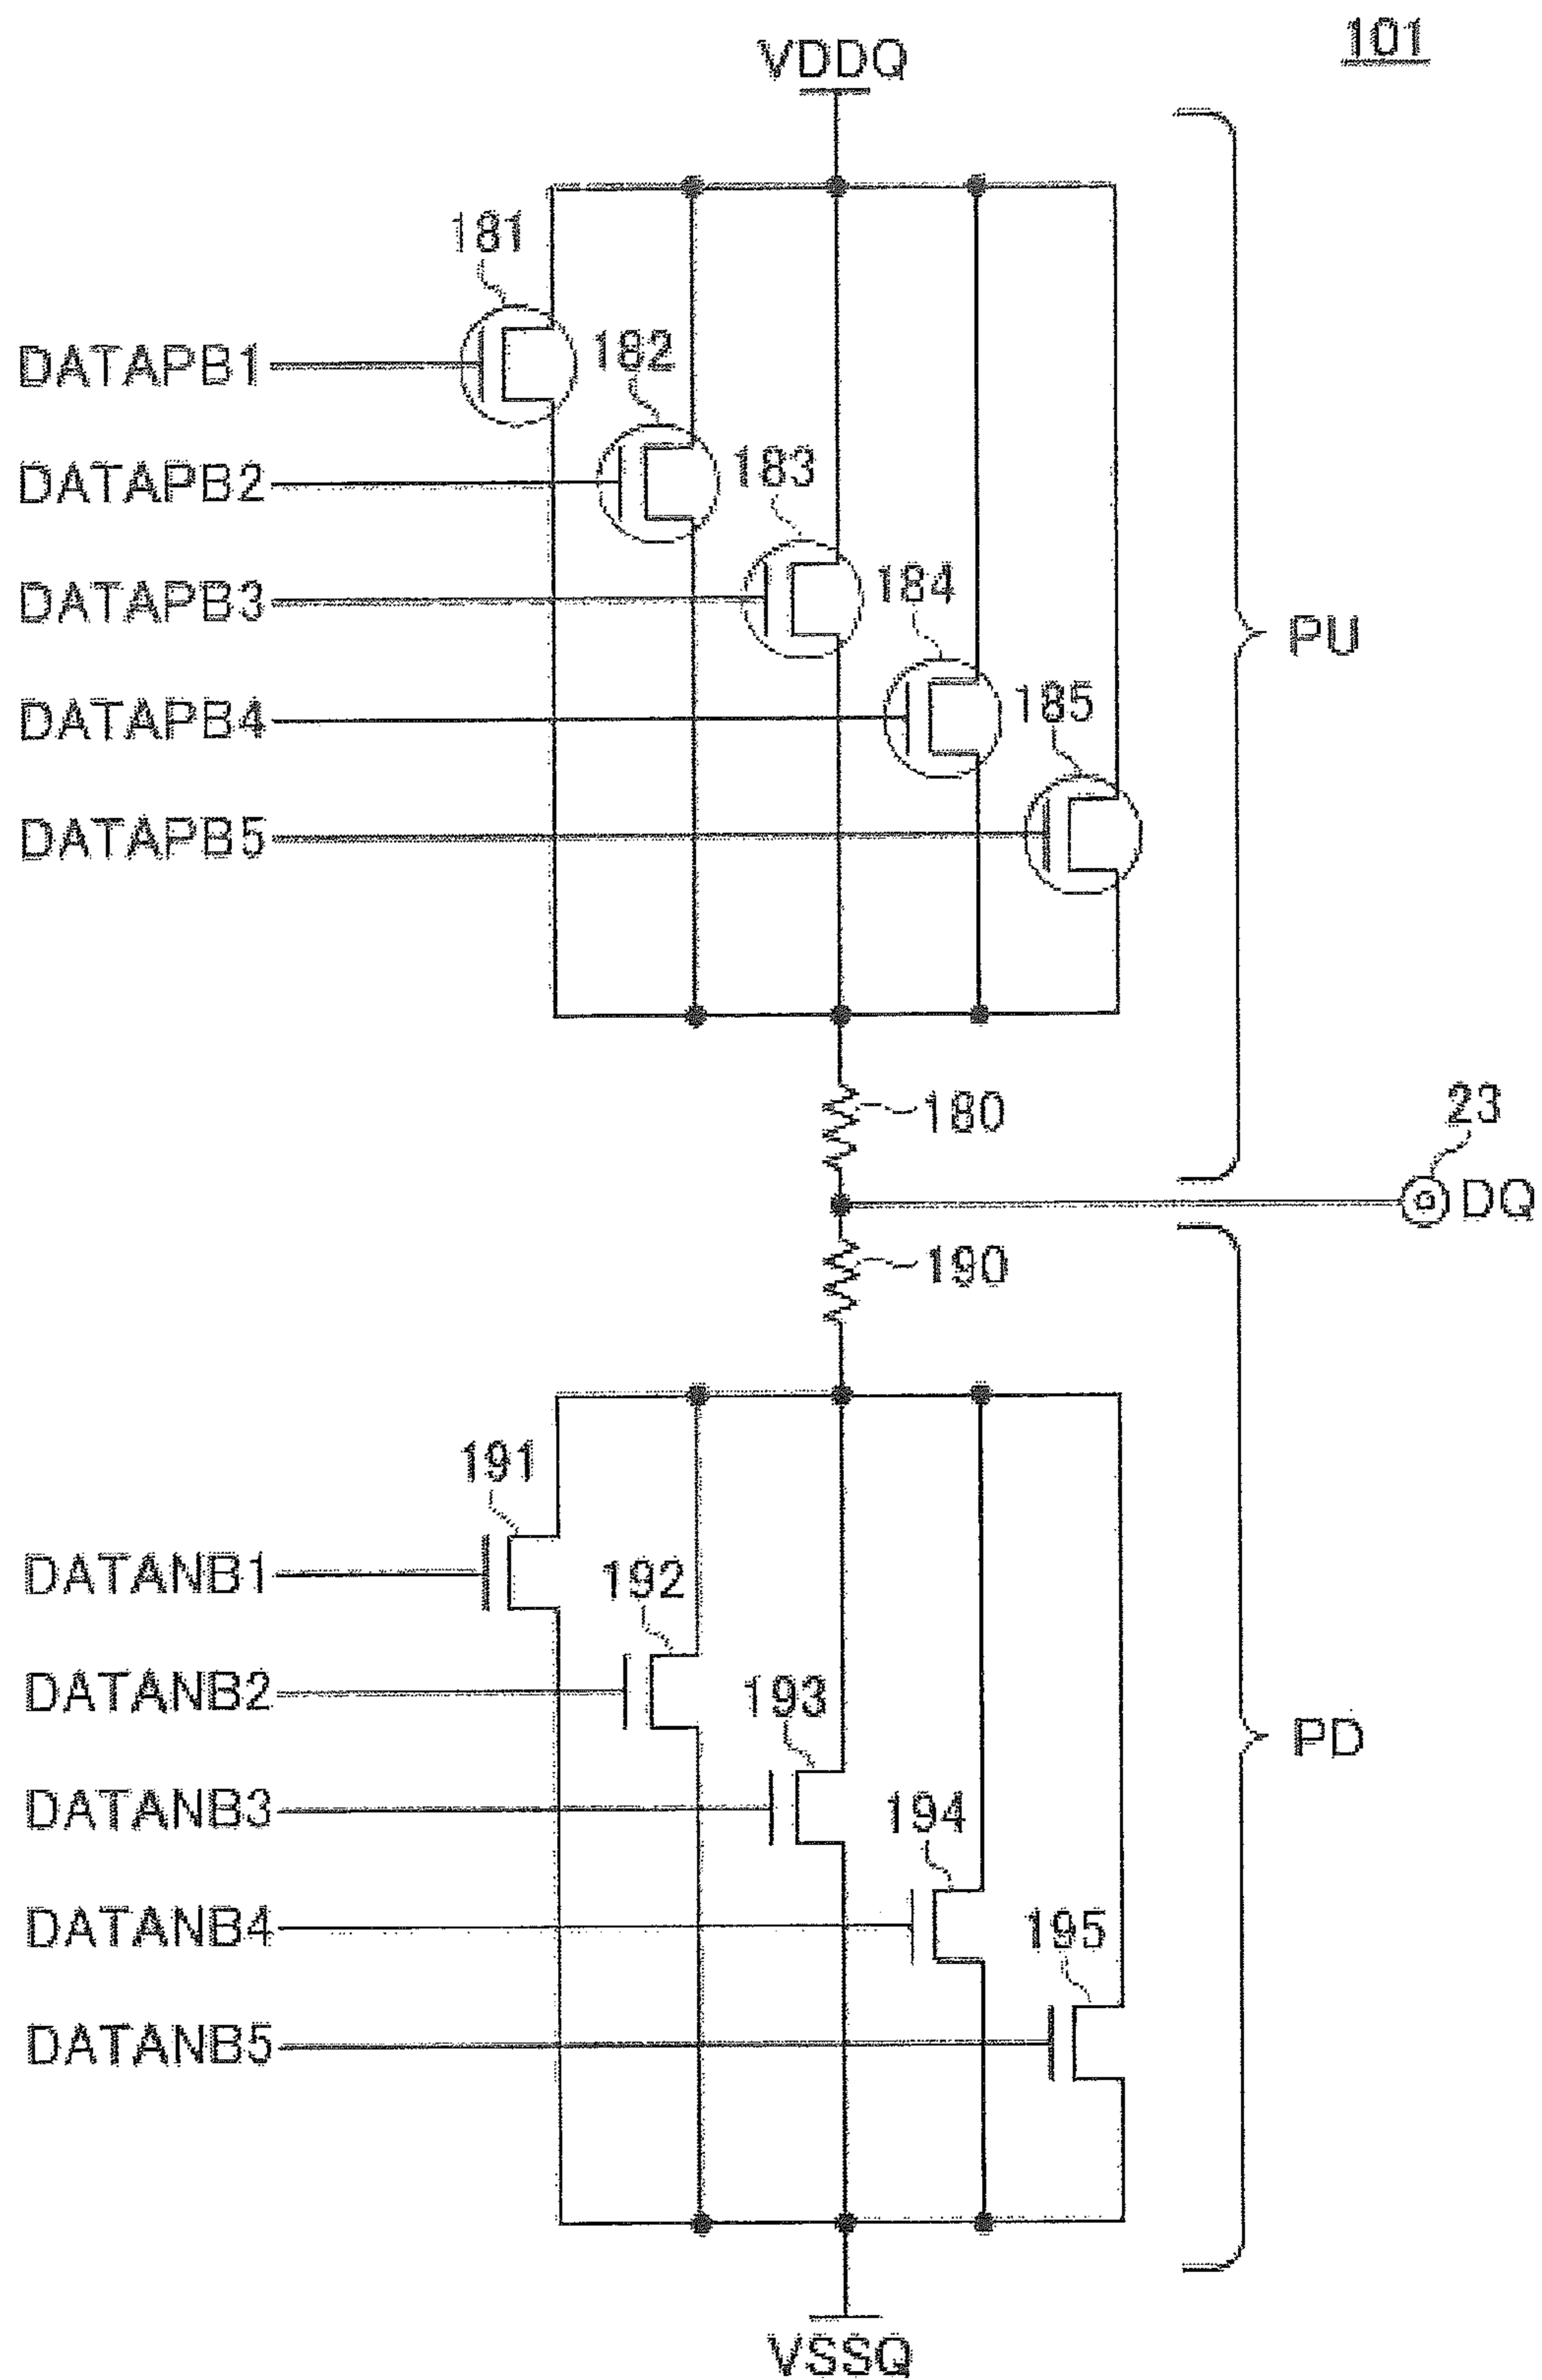 101
VDDQ
181
DATAPB1
182
DATAPB2
183
DATAPB3
184
DATAPB4
185
DATAPB5
PU
180
23
DQ
190
191
DATANB1
192
DATANB2
193
DATANB3
194
DATANB4
195
DATANB5
PD
VSSQ